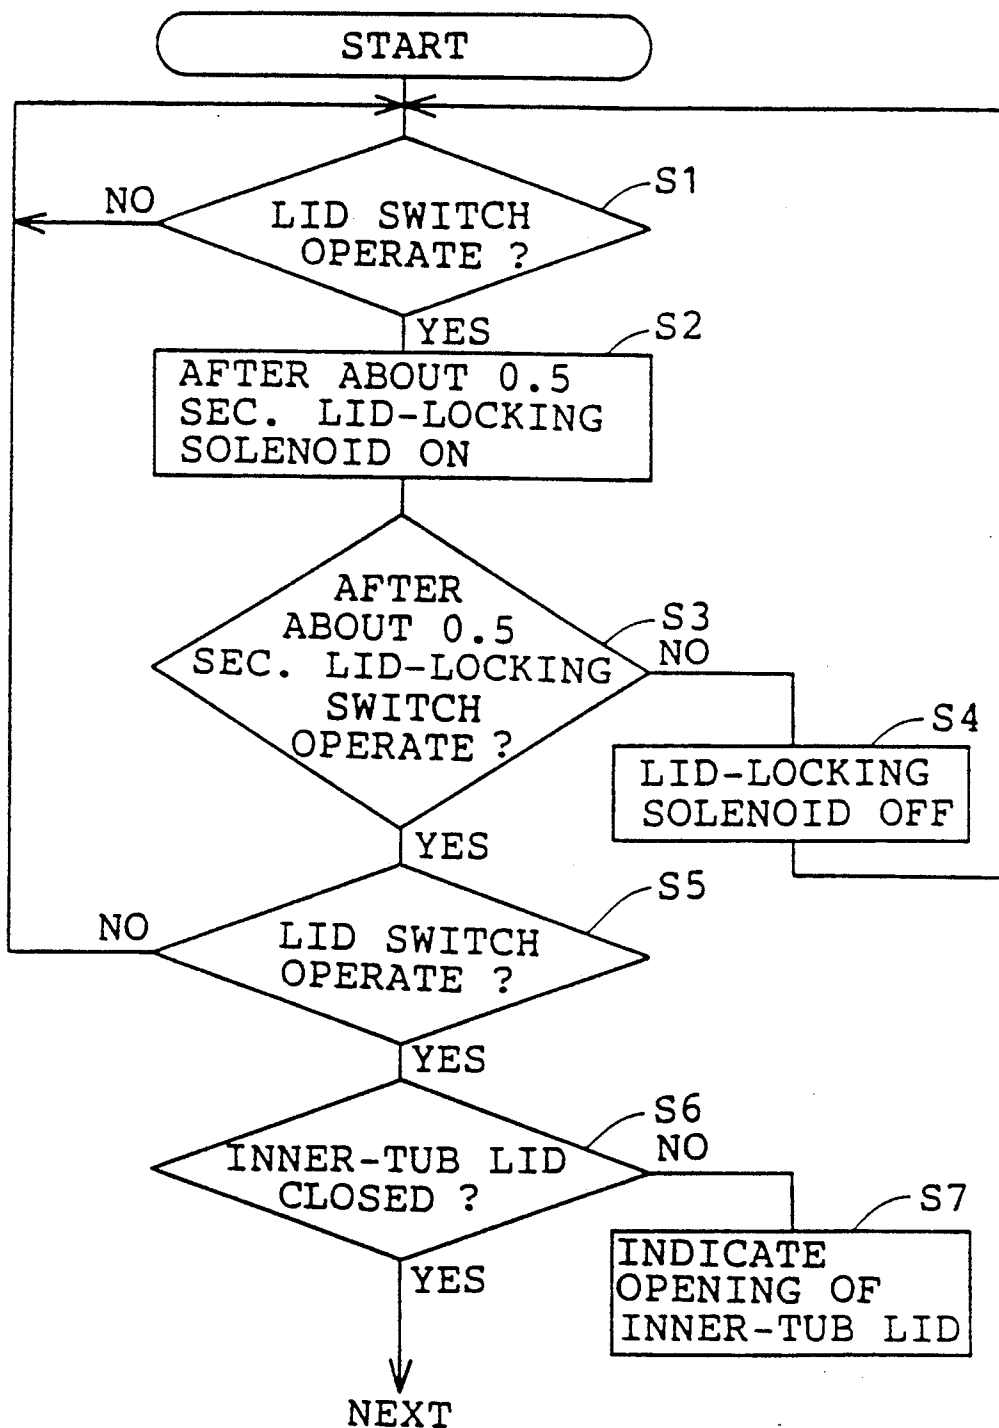 START
NO
S1
LID SWITCH
OPERATE ?
YES
S2
AFTER ABOUT 0.5
SEC. LID-LOCKING
SOLENOID ON
AFTER
ABOUT 0.5
SEC. LID-LOCKING
SWITCH
OPERATE ?
S3
NO
S4
LID-LOCKING
SOLENOID OFF
YES
S5
NO
LID SWITCH
OPERATE ?
YES
S6
NO
INNER-TUB LID
CLOSED ?
S7
INDICATE
OPENING OF
INNER-TUB LID
YES
NEXT